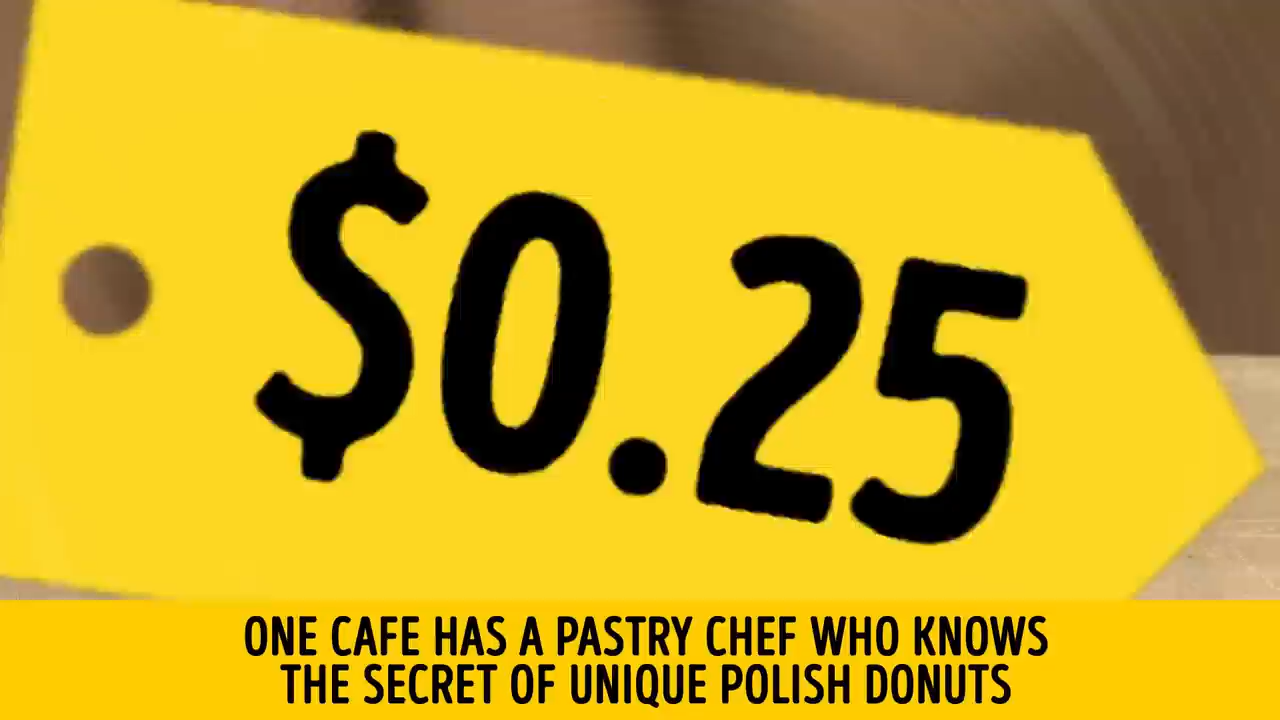 $0.25
ONE CAFE HAS A PASTRY CHEF WHO KNOWS
THE SECRET OF UNIQUE POLISH DONUTS